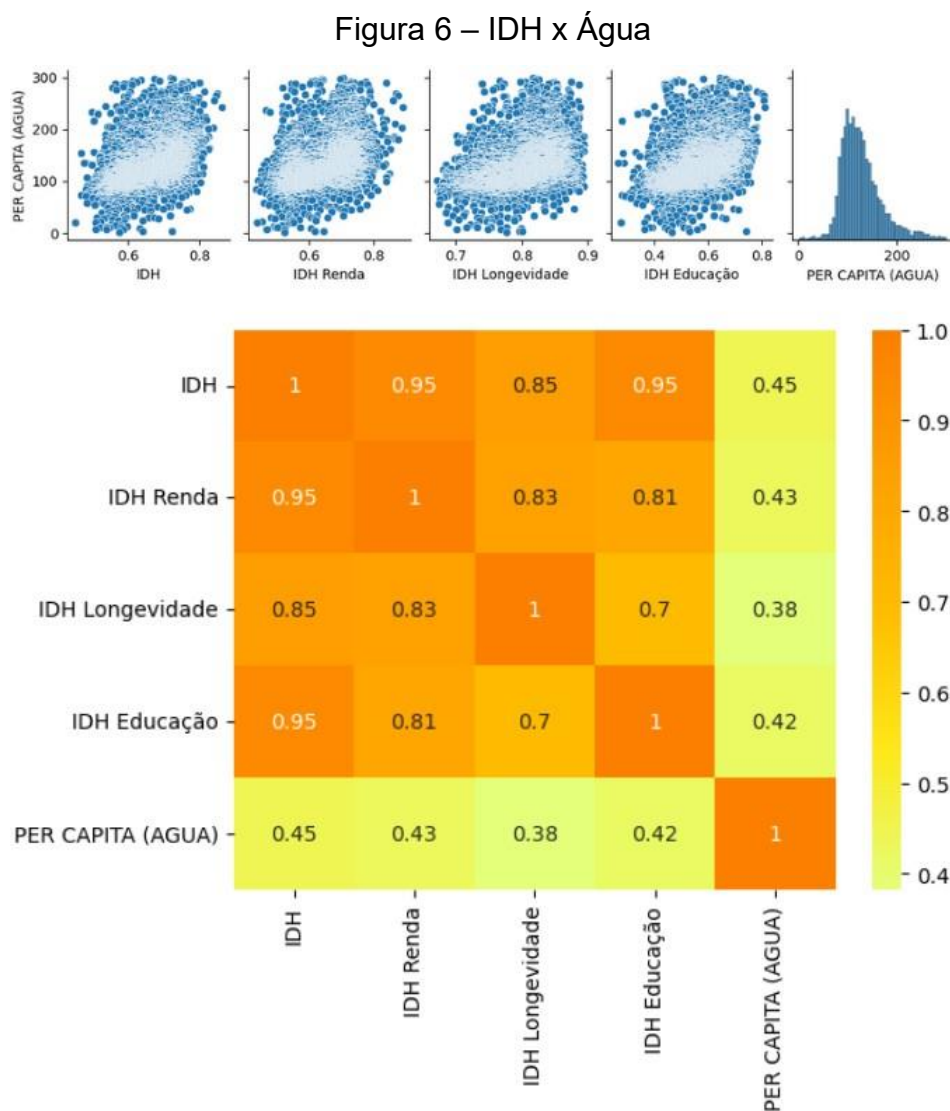 Figura 6 – IDH x Água
PER CAPITA (AGUA)
300
200
100
0
0.6 0.8
IDH
0.6 0.8
IDH Renda
0.7 0.8 0.9
IDH Longevidade
0.4 0.6 0.8
IDH Educação
0 200
PER CAPITA (AGUA)
IDH 1 0.95 0.85 0.95 0.45
IDH Renda 0.95 1 0.83 0.81 0.43
IDH Longevidade 0.85 0.83 1 0.7 0.38
IDH Educação 0.95 0.81 0.7 1 0.42
PER CAPITA (AGUA) 0.45 0.43 0.38 0.42 1
IDH
IDH Renda
IDH Longevidade
IDH Educação
PER CAPITA (AGUA)
1.0
0.9
0.8
0.7
0.6
0.5
0.4